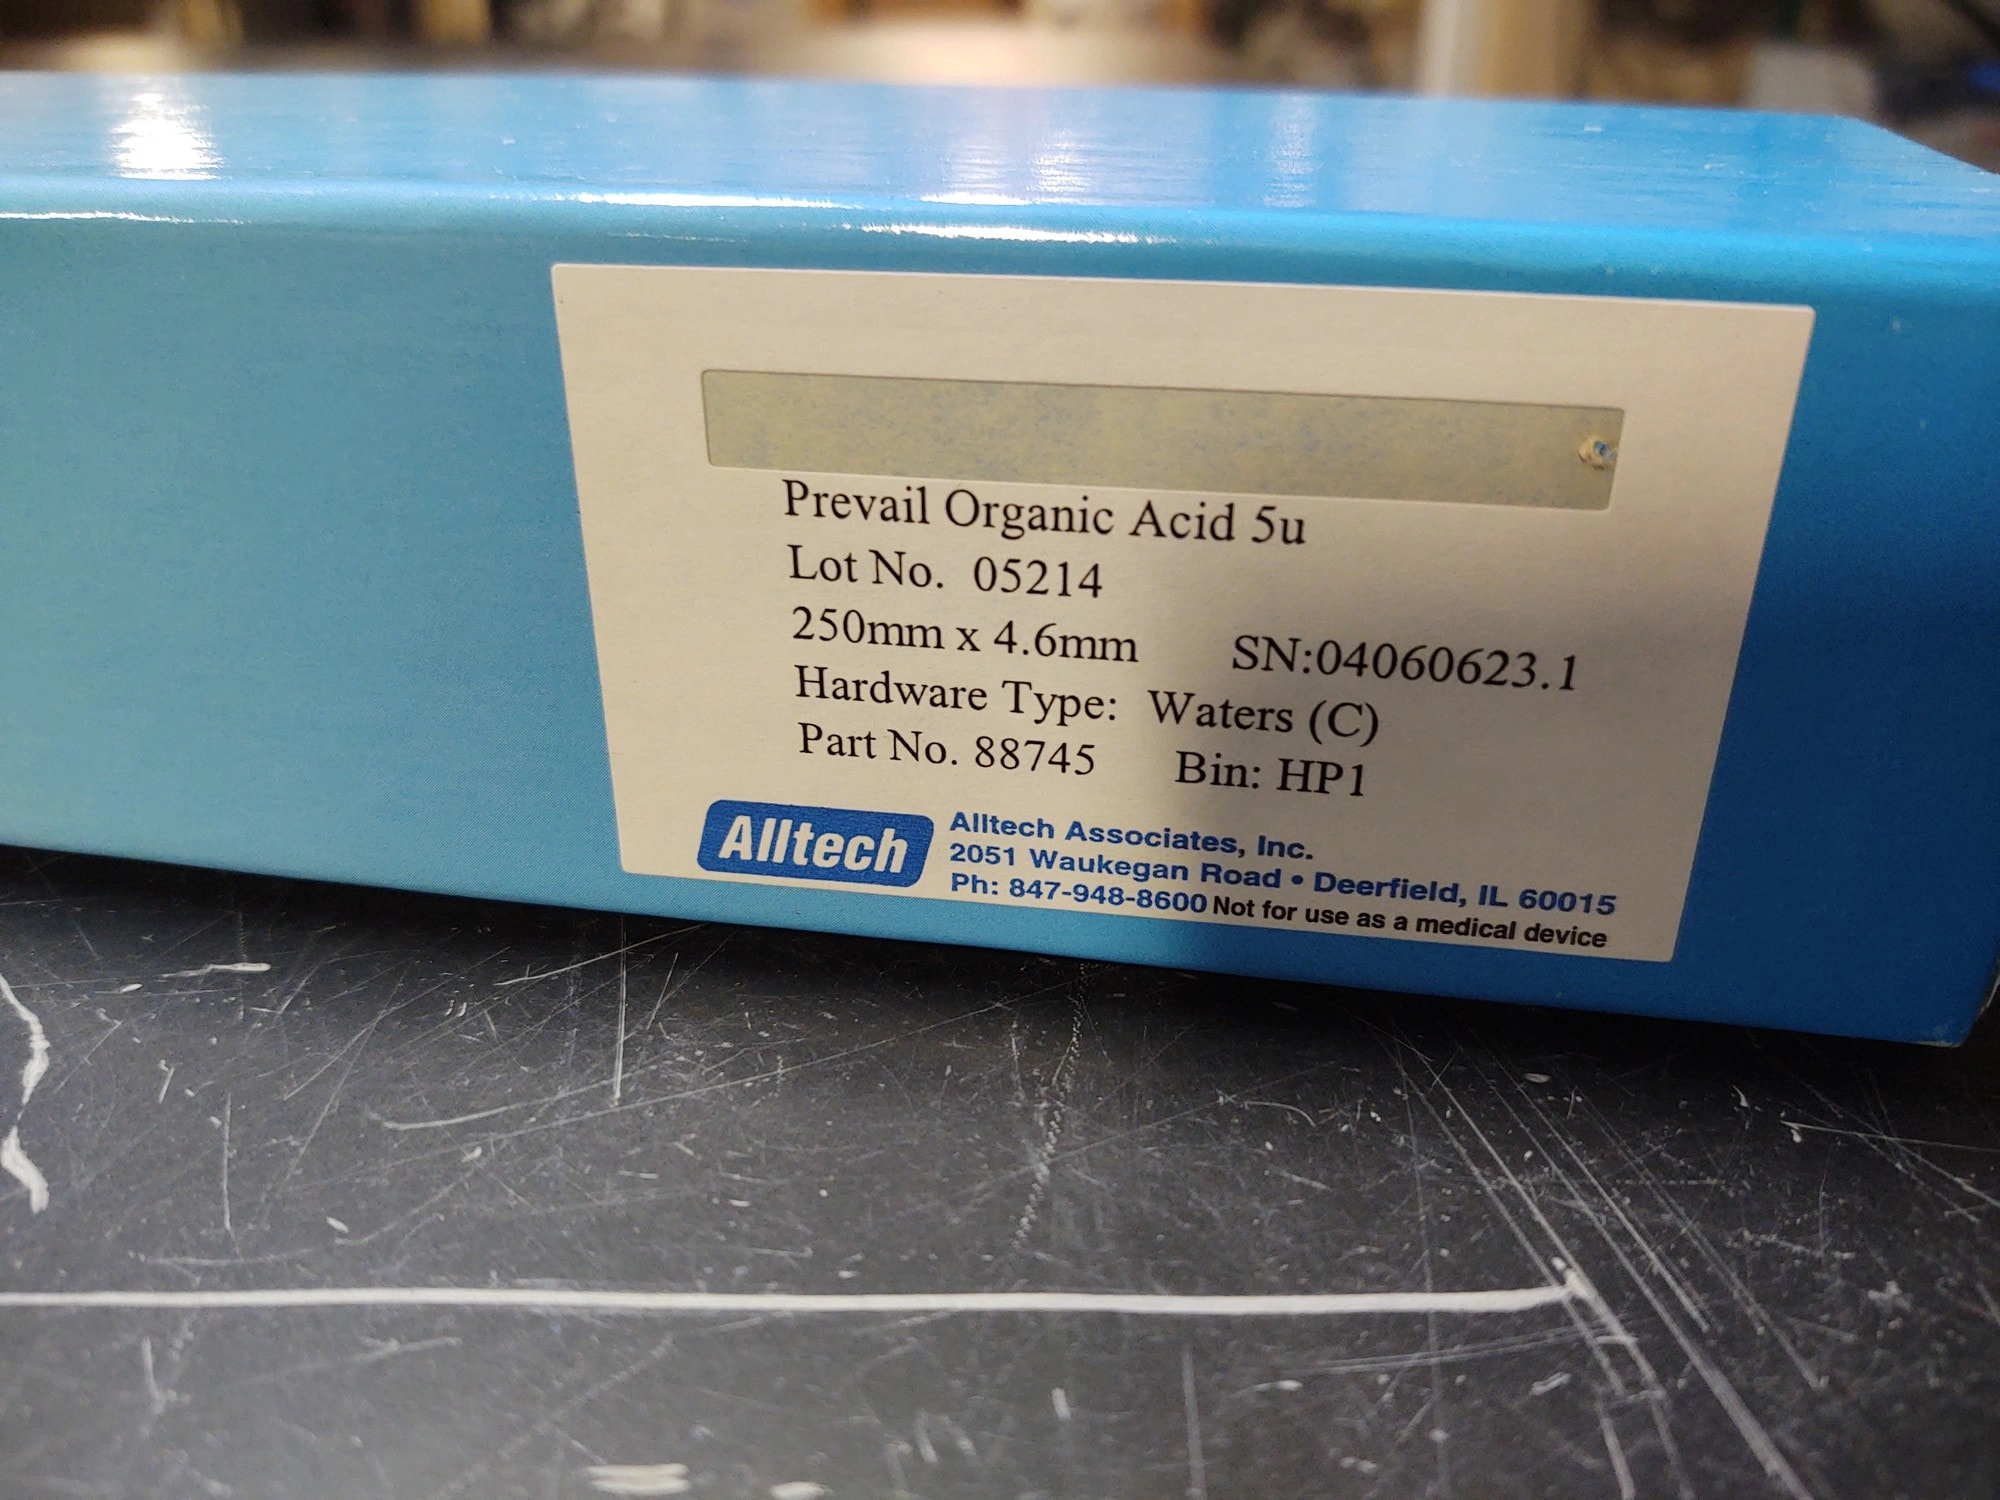 Prevail Organic Acid 5u
Lot No. 05214
250mm x 4.6mm SN:04060623.1
Hardware Type: Waters (C)
Part No. 88745 Bin: HP1
Alltech
Alltech Associates, Inc.
2051 Waukegan Road • Deerfield, IL 60015
Ph: 847-948-8600 Not for use as a medical device